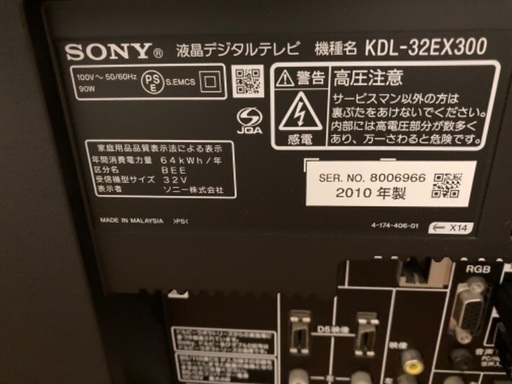 SONY® 液晶デジタルテレビ 機種名 KDL-32EX300
100V~ 50/60Hz
90W
PS
E
S.EMCS
JQA
警告 高圧注意
感電
サービスマン以外の方は
裏ぶたをあけないでください。
内部には高電圧部分が数多く
あり、万一さわると危険です。
家庭用品品質表示法による表示
年間消費電力量 64kWh/年
区分名 BEE
受信機型サイズ 32V
表示者 ソニー株式会社
SER. NO. 8006966
2010 年製
MADE IN MALAYSIA >PS<
4-174-406-01
← X14
RGB
D5映像
映像
音声